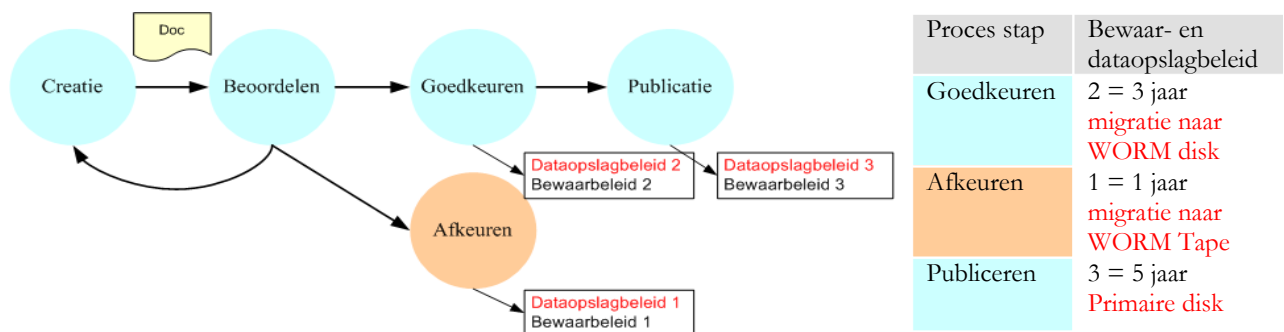 Doc
Creatie
Beoordelen
Goedkeuren
Publicatie
Dataopslagbeleid 2
Bewaarbeleid 2
Dataopslagbeleid 3
Bewaarbeleid 3
Afkeuren
Dataopslagbeleid 1
Bewaarbeleid 1
Proces stap
Bewaar- en
dataopslagbeleid
Goedkeuren
2 = 3 jaar
migratie naar
WORM disk
Afkeuren
1 = 1 jaar
migratie naar
WORM Tape
Publiceren
3 = 5 jaar
Primaire disk